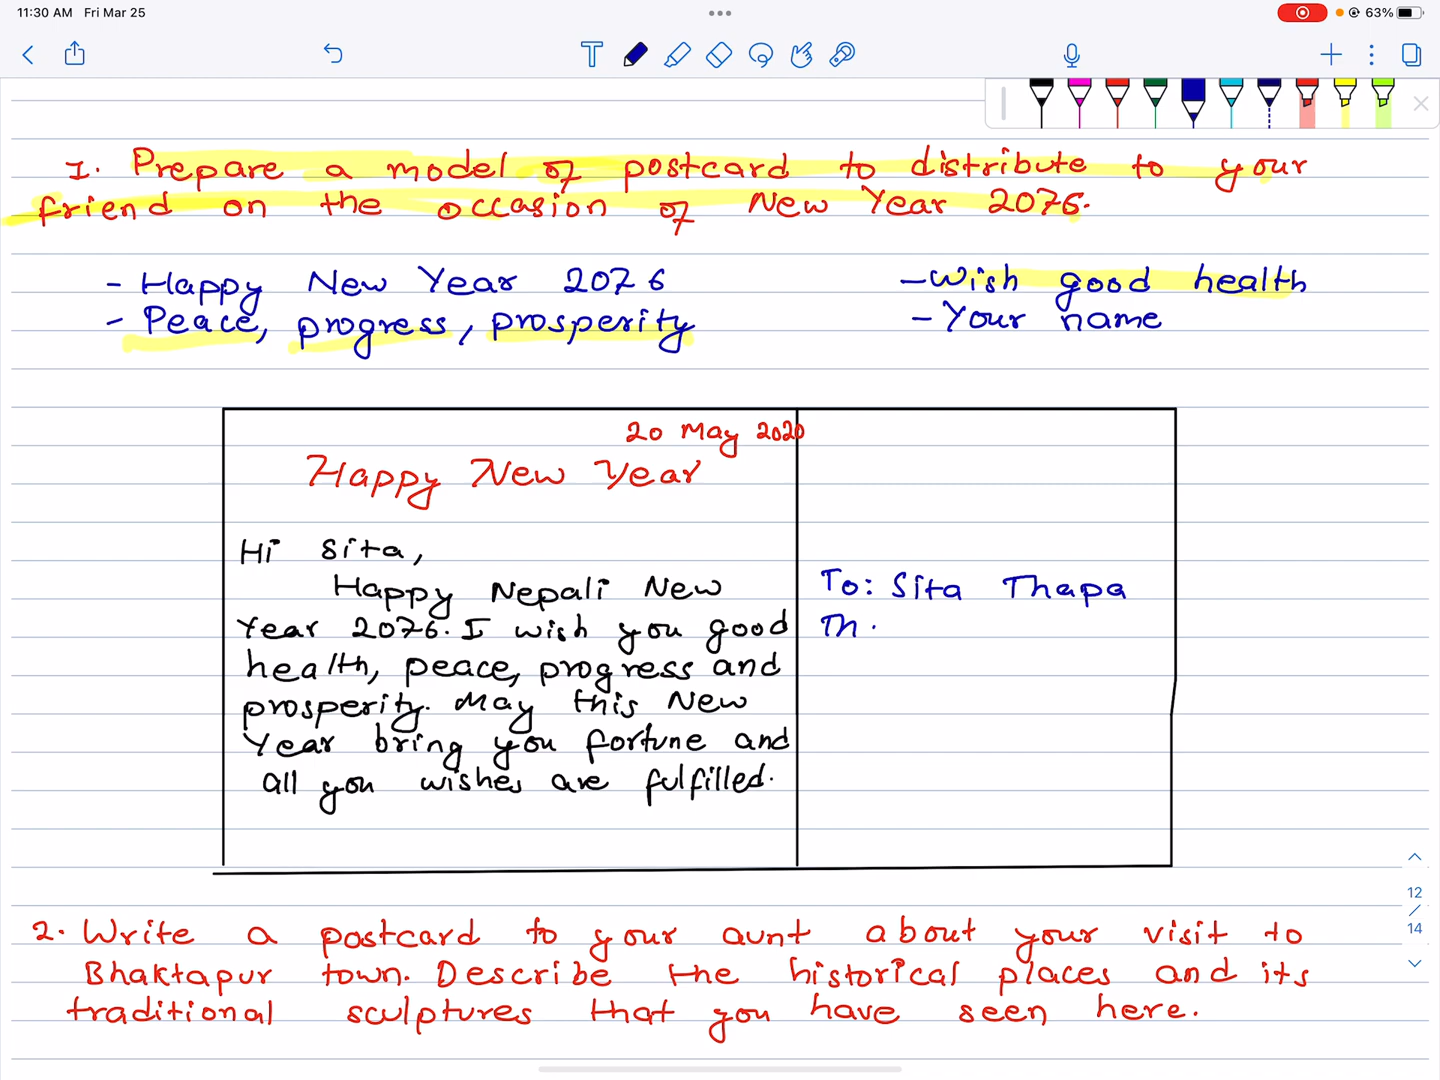 11:30 AM Fri Mar 25
63%
1. Prepare a model of postcard to distribute to your
friend on the occasion of New Year 2076.
- Happy New Year 2076
- Peace, progress, prosperity
- Wish good health
- Your name
20 May 2020
Happy New Year
Hi Sita,
Happy Nepali New
Year 2076. I wish you good
health, peace, progress and
prosperity. May this New
Year bring you fortune and
all you wishes are fulfilled.
To: Sita Thapa
Th.
12
/
14
2. Write a postcard to your aunt about your visit to
Bhaktapur town. Describe the historical places and its
traditional sculptures that you have seen here.